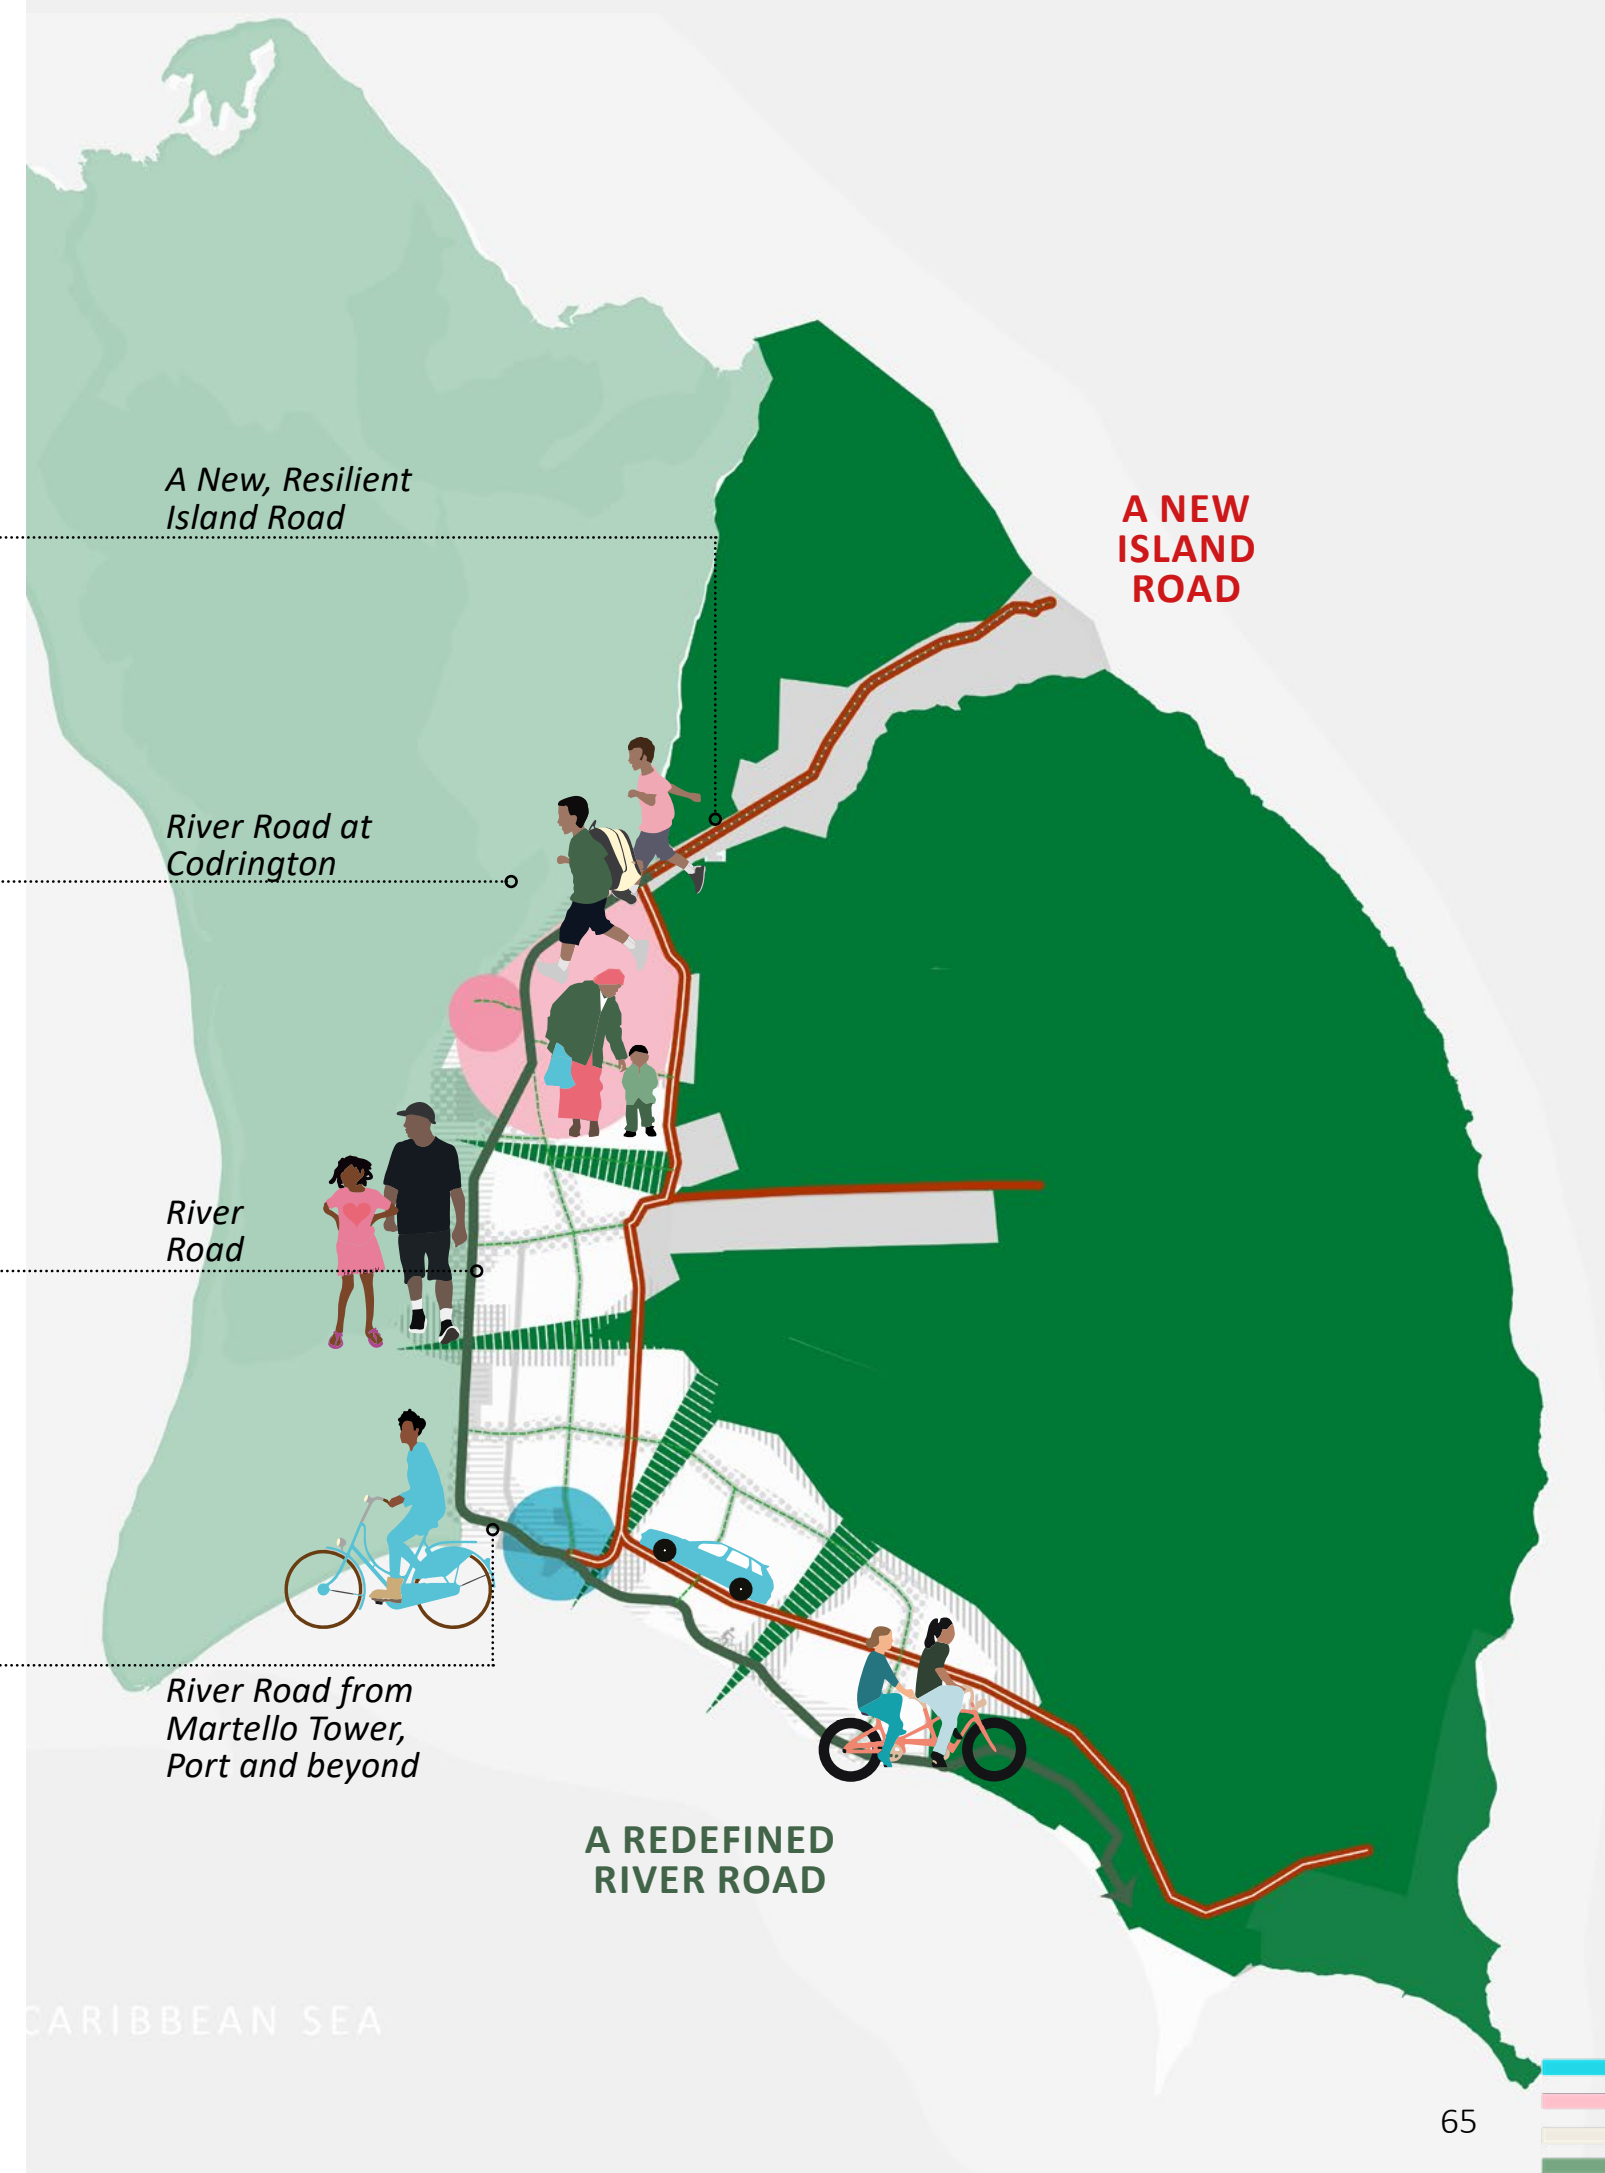 A New, Resilient
Island Road
A NEW
ISLAND
ROAD
River Road at
Codrington
River
Road
River Road from
Martello Tower,
Port and beyond
A REDEFINED
RIVER ROAD
CARIBBEAN SEA
65